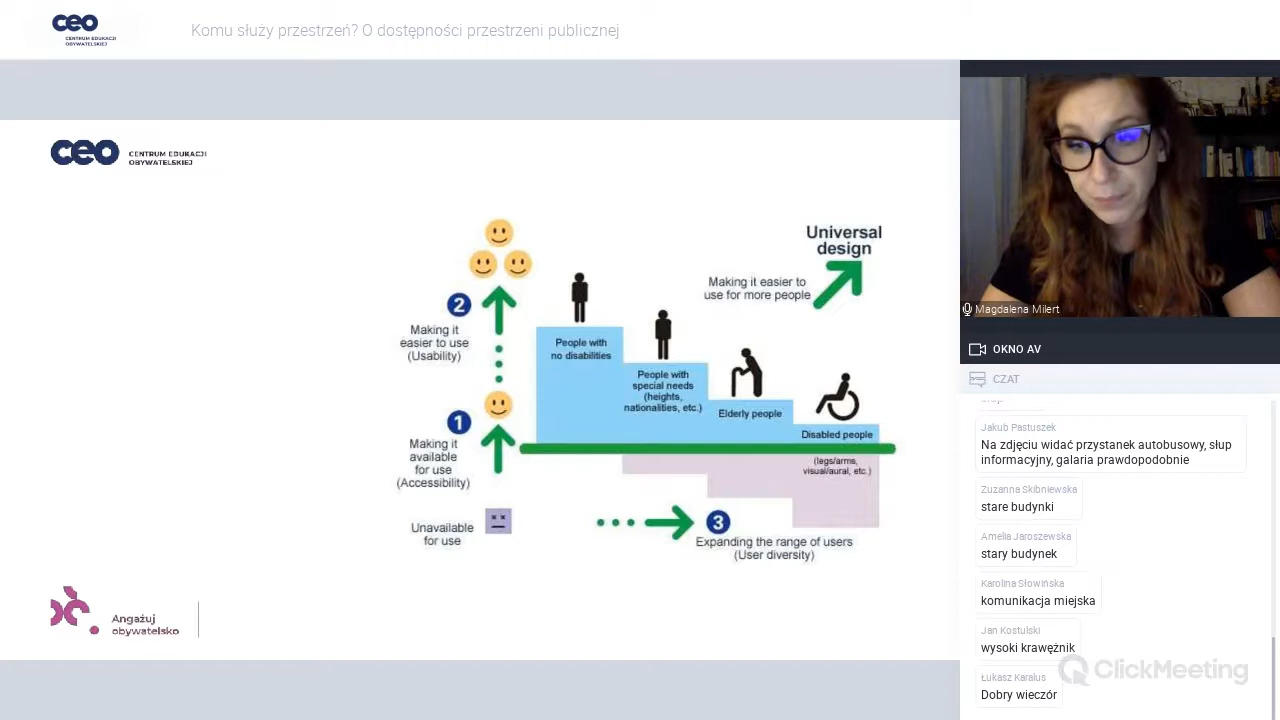 ceo
CENTRUM EDUKACJI
OBYWATELSKIEJ
Komu służy przestrzeń? O dostępności przestrzeni publicznej
ceo
CENTRUM EDUKACJI
OBYWATELSKIEJ
Universal
design
Making it easier to
use for more people
2
Making it
easier to use
(Usability)
People with
no disabilities
People with
special needs
(heights,
nationalities, etc.)
Elderly people
Disabled people
(legs/arms,
visual/aural, etc.)
1
Making it
available
for use
(Accessibility)
Unavailable
for use
3
Expanding the range of users
(User diversity)
Angażuj
obywatelsko
Magdalena Milert
OKNO AV
CZAT
Jakub Pastuszek
Na zdjęciu widać przystanek autobusowy, słup
informacyjny, galaria prawdopodobnie
Zuzanna Skibniewska
stare budynki
Amelia Jaroszewska
stary budynek
Karolina Słowińska
komunikacja miejska
Jan Kostulski
wysoki krawężnik
Łukasz Karalus
Dobry wieczór
ClickMeeting